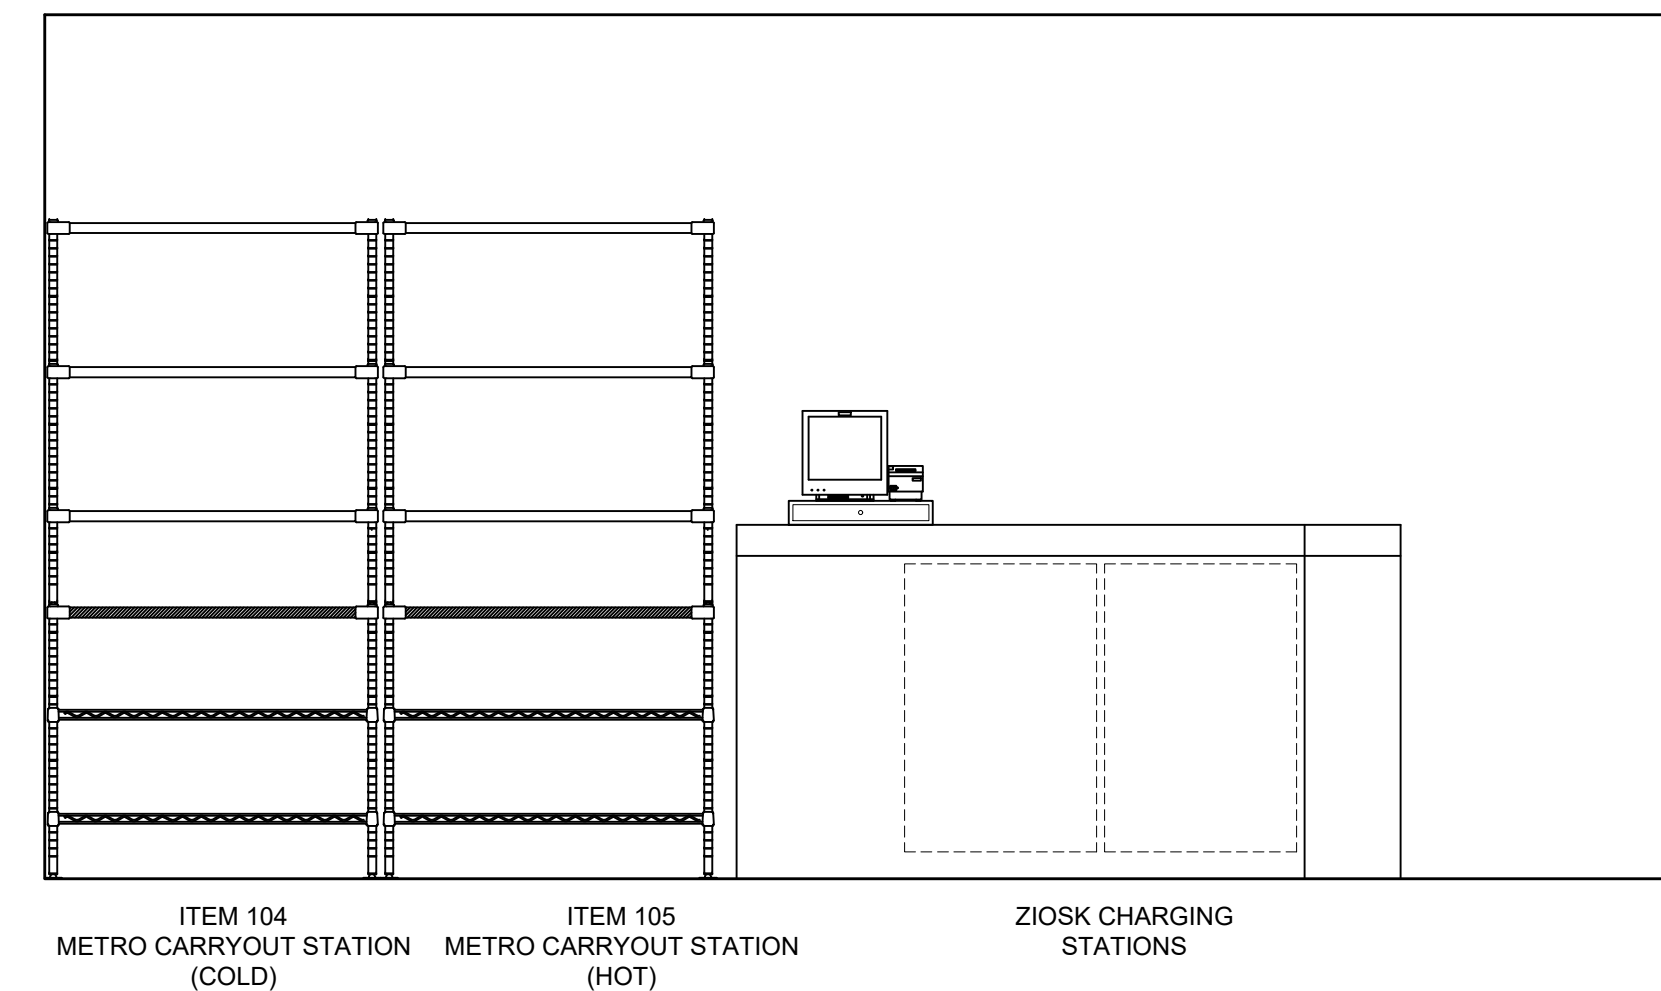 ITEM 104
METRO CARRYOUT STATION
(COLD)
ITEM 105
METRO CARRYOUT STATION
(HOT)
ZIOSK CHARGING
STATIONS